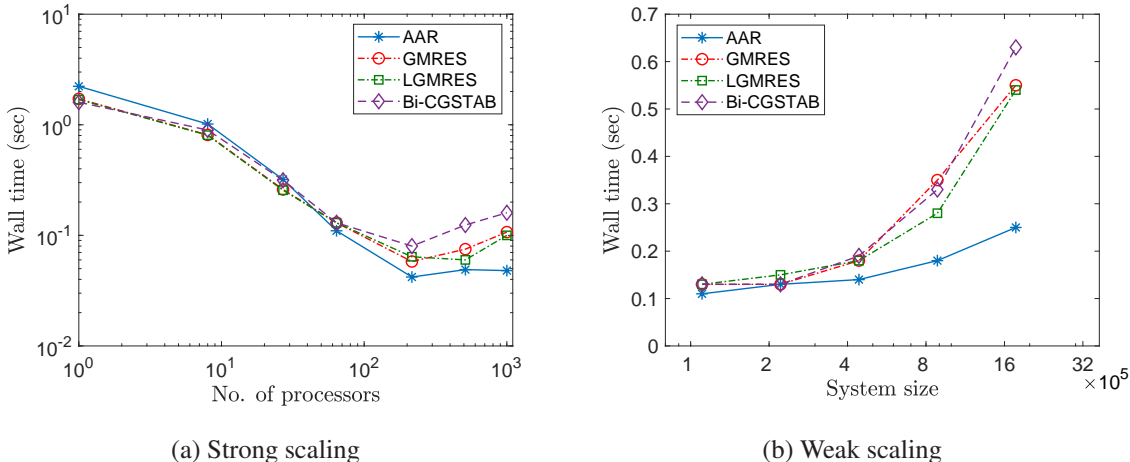 10^1
10^0
10^-1
10^-2
Wall time (sec)
AAR
GMRES
LGMRES
Bi-CGSTAB
10^0
10^1
10^2
10^3
No. of processors
(a) Strong scaling
0.7
0.6
0.5
0.4
0.3
0.2
0.1
0
Wall time (sec)
AAR
GMRES
LGMRES
Bi-CGSTAB
1
2
4
8
16
32
×10^5
System size
(b) Weak scaling